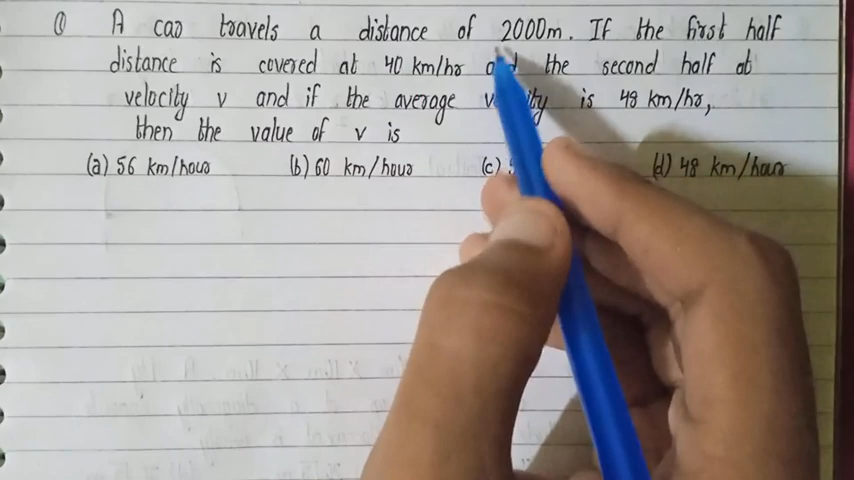 ① A car travels a distance of 2000m. If the first half
distance is covered at 40 km/hr the second half at
velocity v and if the average is 48 km/hr,
then the value of v is
(a) 56 km/hour (b) 60 km/hour (c) (d) 48 km/hour